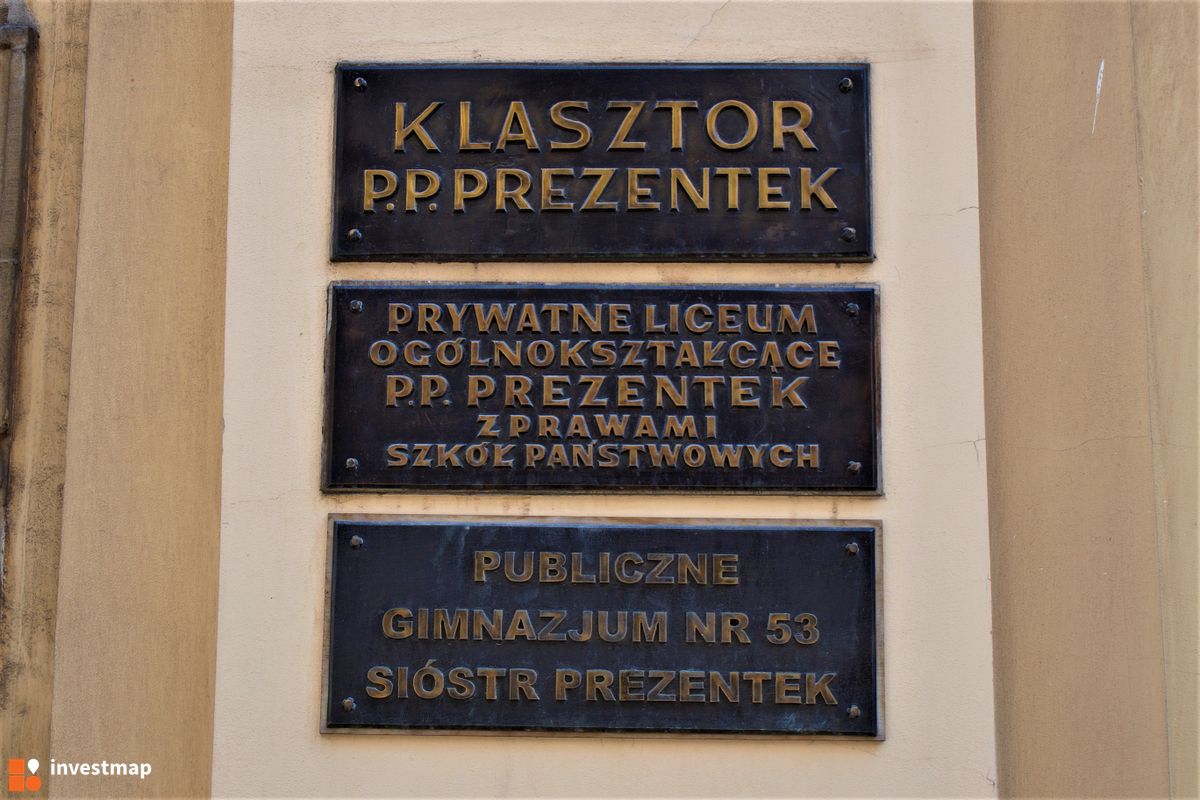 KLASZTOR
P.P. PREZENTEK
PRYWATNE LICEUM
OGÓLNOKSZTAŁCĄCE
P.P. PREZENTEK
Z PRAWAMI
SZKÓŁ PAŃSTWOWYCH
PUBLICZNE
GIMNAZJUM NR 53
SIÓSTR PREZENTEK
investmap